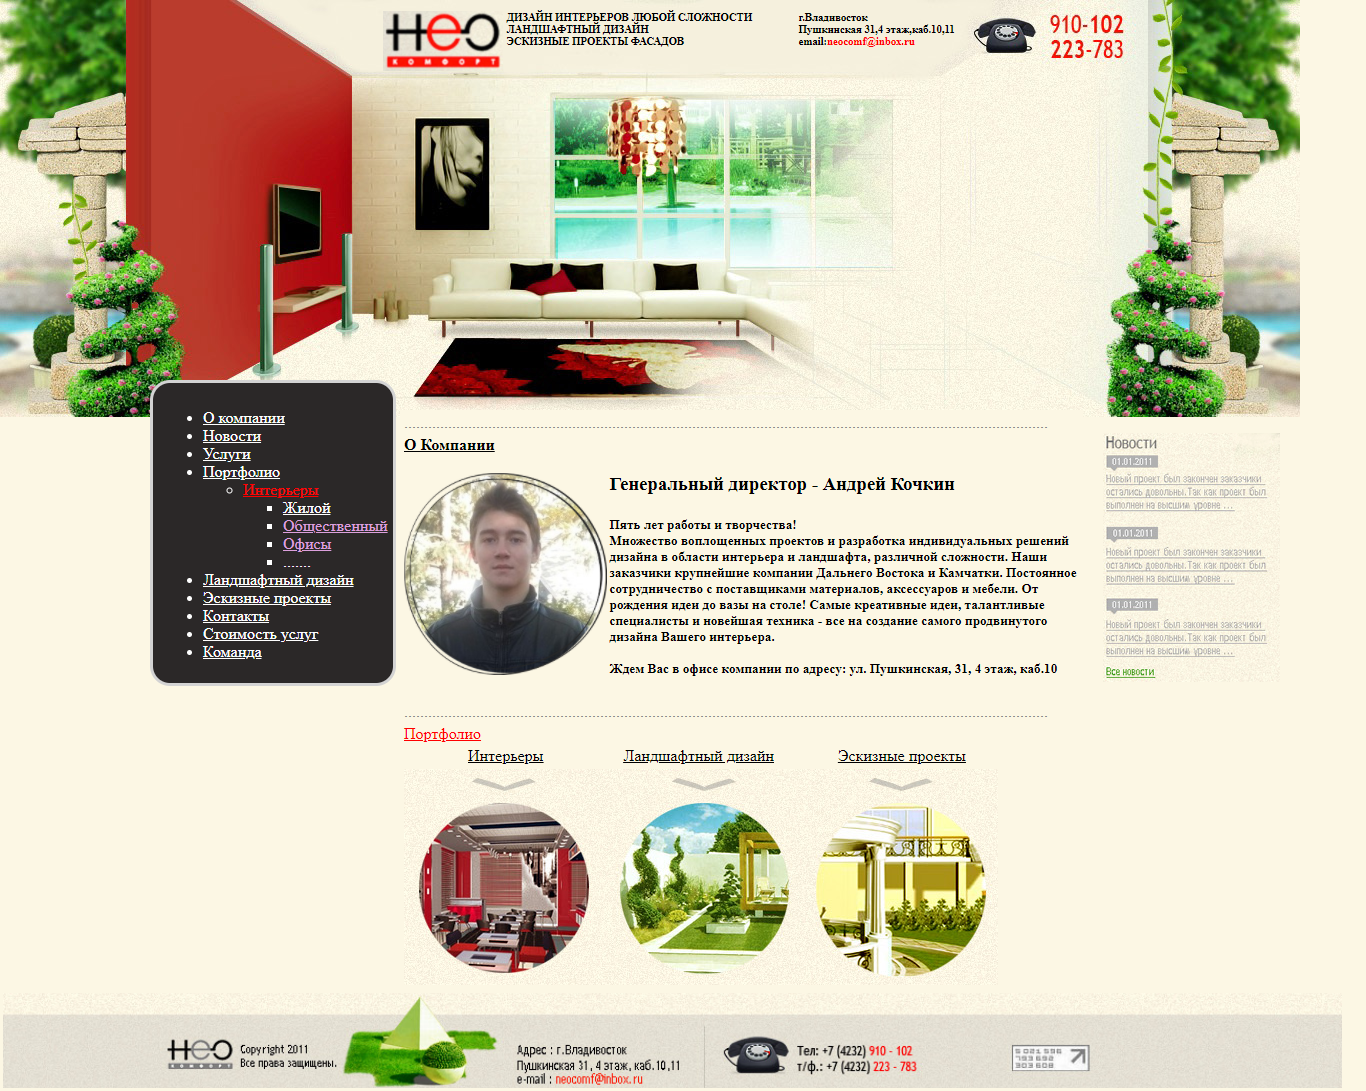 НЕО
КОМФОРТ
ДИЗАЙН ИНТЕРЬЕРОВ ЛЮБОЙ СЛОЖНОСТИ
ЛАНДШАФТНЫЙ ДИЗАЙН
ЭСКИЗНЫЕ ПРОЕКТЫ ФАСАДОВ
г.Владивосток
Пушкинская 31,4 этаж,каб.10,11
email:neocomf@inbox.ru
910-102
223-783
О компании
Новости
Услуги
Портфолио
Интерьеры
Жилой
Общественный
Офисы
.......
Ландшафтный дизайн
Эскизные проекты
Контакты
Стоимость услуг
Команда
О Компании
Генеральный директор - Андрей Кочкин
Пять лет работы и творчества!
Множество воплощенных проектов и разработка индивидуальных решений
дизайна в области интерьера и ландшафта, различной сложности. Наши
заказчики крупнейшие компании Дальнего Востока и Камчатки. Постоянное
сотрудничество с поставщиками материалов, аксессуаров и мебели. От
рождения идеи до вазы на столе! Самые креативные идеи, талантливые
специалисты и новейшая техника - все на создание самого продвинутого
дизайна Вашего интерьера.
Ждем Вас в офисе компании по адресу: ул. Пушкинская, 31, 4 этаж, каб.10
Новости
01.01.2011
Новый проект был закончен заказчики
остались довольны.Так как проект был
выполнен на высшим уровне ...
01.01.2011
Новый проект был закончен заказчики
остались довольны.Так как проект был
выполнен на высшим уровне ...
01.01.2011
Новый проект был закончен заказчики
остались довольны.Так как проект был
выполнен на высшим уровне ...
Все новости
Портфолио
Интерьеры
Ландшафтный дизайн
Эскизные проекты
НЕО
КОМФОРТ
Copyright 2011
Все права защищены.
Адрес : г.Владивосток
Пушкинская 31, 4 этаж, каб.10,11
e-mail : neocomf@inbox.ru
Тел: +7 (4232) 910 - 102
т/ф.: +7 (4232) 223 - 783